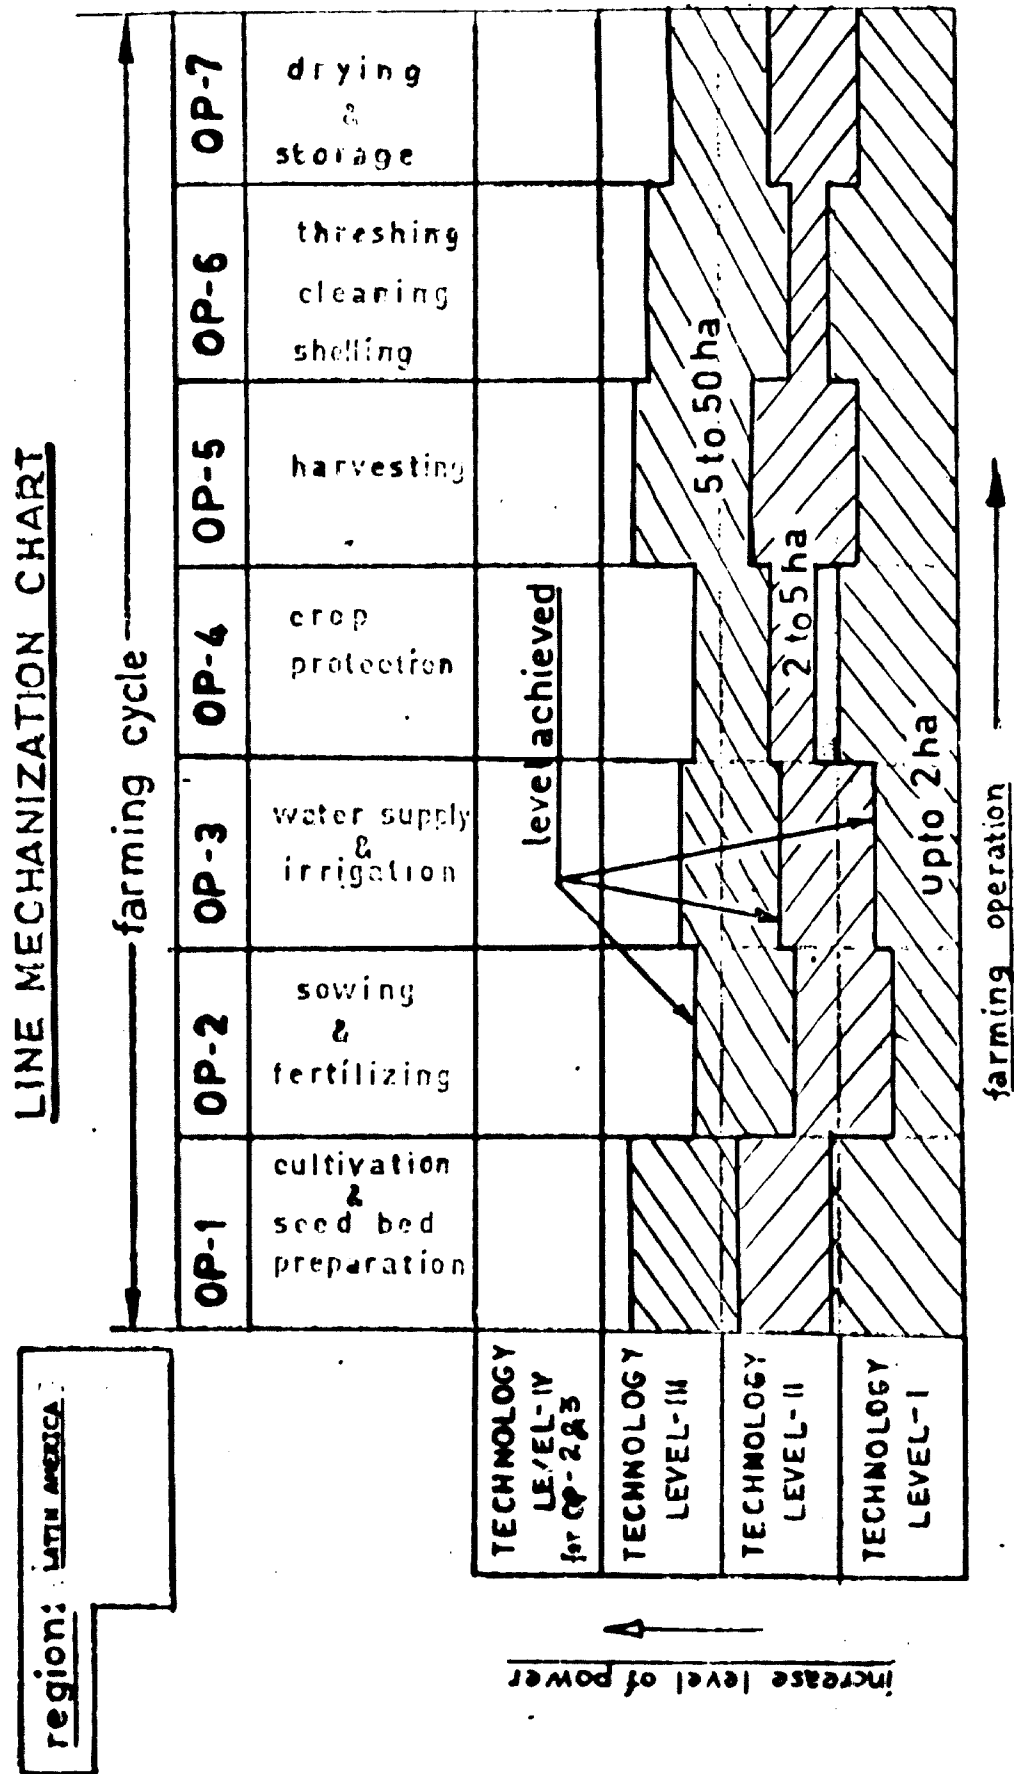 LINE MECHANIZATION CHART
region: LATIN AMERICA
farming cycle
OP-1
OP-2
OP-3
OP-4
OP-5
OP-6
OP-7
cultivation
&
seed bed
preparation
sowing
&
fertilizing
water supply
&
irrigation
crop
protection
harvesting
threshing
cleaning
shelling
drying
&
storage
TECHNOLOGY
LEVEL-IV
for OP-2&3
TECHNOLOGY
LEVEL-III
TECHNOLOGY
LEVEL-II
TECHNOLOGY
LEVEL-I
level achieved
5 to 50 ha
2 to 5 ha
upto 2 ha
increase level of power
farming operation